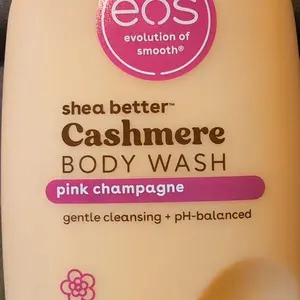 eos
evolution of
smooth®
shea better™
Cashmere
BODY WASH
pink champagne
gentle cleansing + pH-balanced